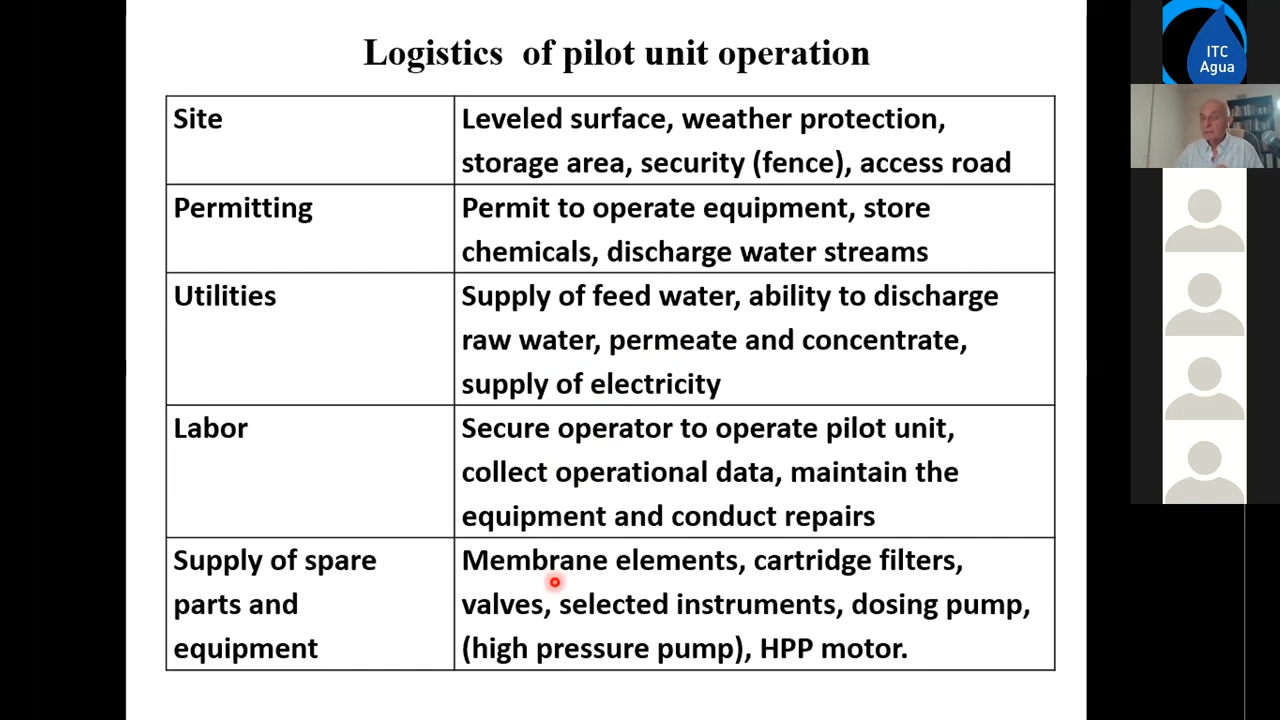 Logistics of pilot unit operation
Site
Leveled surface, weather protection,
storage area, security (fence), access road
Permitting
Permit to operate equipment, store
chemicals, discharge water streams
Utilities
Supply of feed water, ability to discharge
raw water, permeate and concentrate,
supply of electricity
Labor
Secure operator to operate pilot unit,
collect operational data, maintain the
equipment and conduct repairs
Supply of spare
parts and
equipment
Membrane elements, cartridge filters,
valves, selected instruments, dosing pump,
(high pressure pump), HPP motor.
ITC
Agua